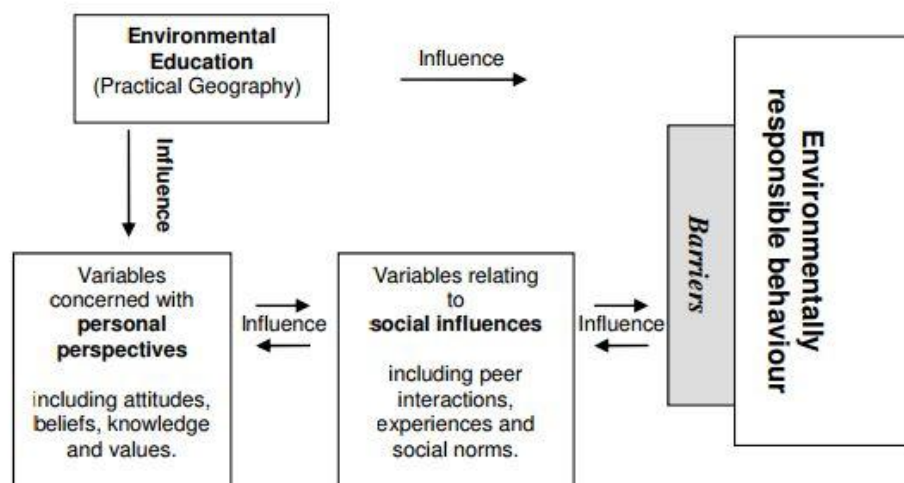 Environmental
Education
(Practical Geography)
Influence
Influence
Variables
concerned with
personal
perspectives
including attitudes,
beliefs, knowledge
and values.
Influence
Variables relating
to
social influences
including peer
interactions,
experiences and
social norms.
Influence
Barriers
Environmentally
responsible behaviour